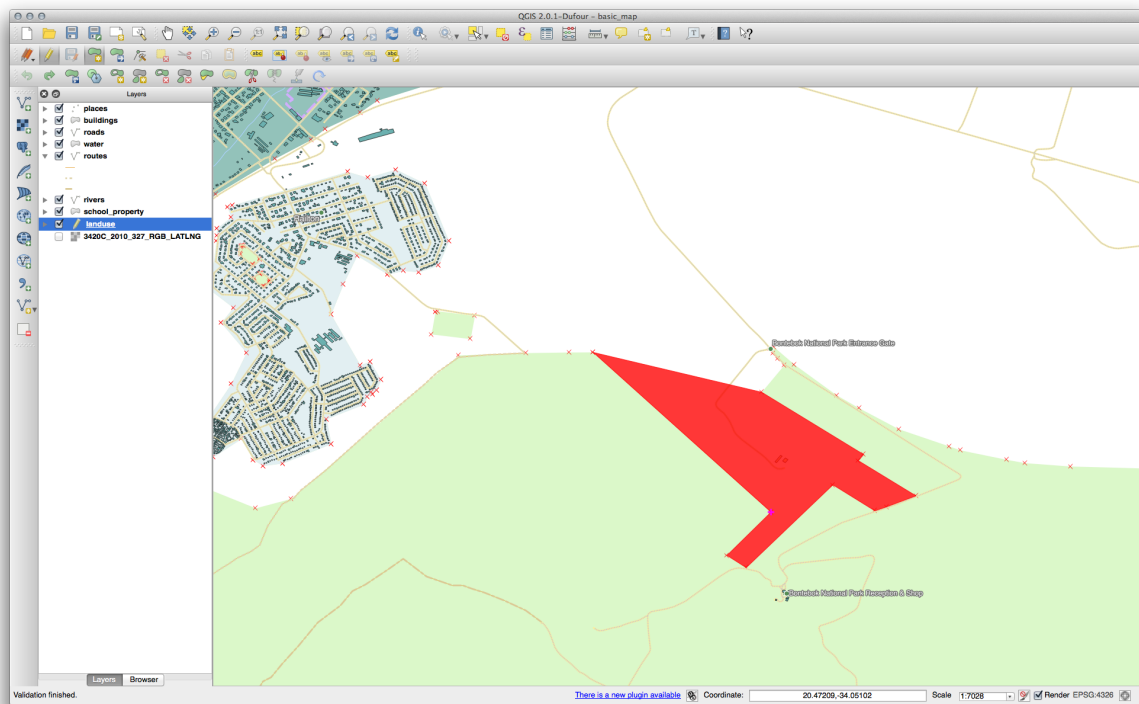 QGIS 2.0.1-Dufour – basic_map
Layers
places
buildings
roads
water
routes
rivers
school_property
landuse
3420C_2010_327_RGB_LATLNG
Railton
Bontebok National Park Entrance Gate
Bontebok National Park Reception & Shop
Layers Browser
Validation finished. There is a new plugin available Coordinate: 20.47209,-34.05102 Scale 1:7028 Render EPSG:4326